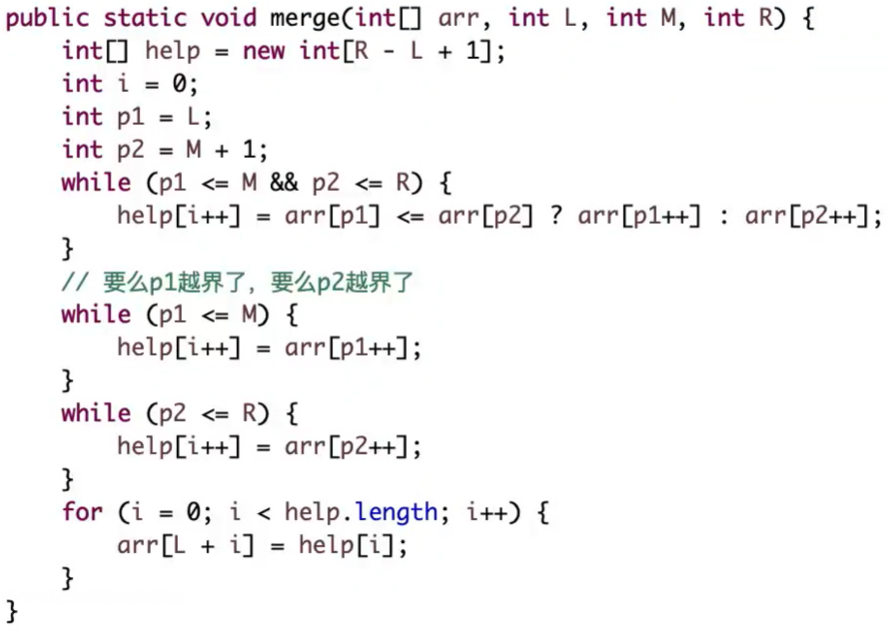 public static void merge(int[] arr, int L, int M, int R) {
    int[] help = new int[R - L + 1];
    int i = 0;
    int p1 = L;
    int p2 = M + 1;
    while (p1 <= M && p2 <= R) {
        help[i++] = arr[p1] <= arr[p2] ? arr[p1++] : arr[p2++];
    }
    // 要么p1越界了，要么p2越界了
    while (p1 <= M) {
        help[i++] = arr[p1++];
    }
    while (p2 <= R) {
        help[i++] = arr[p2++];
    }
    for (i = 0; i < help.length; i++) {
        arr[L + i] = help[i];
    }
}